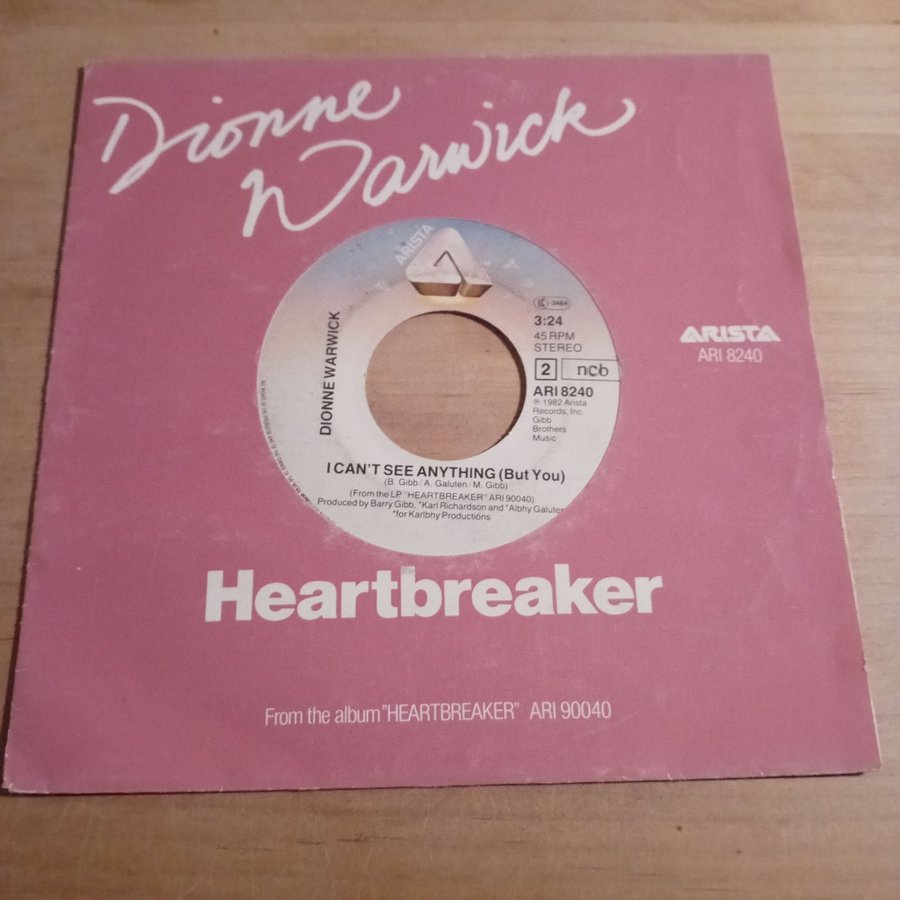 Dionne
Warwick
ARISTA
LC 3484
3:24
45 RPM
STEREO
2 ncb
ARI 8240
℗ 1982 Arista
Records, Inc.
Gibb
Brothers
Music
DIONNE WARWICK
I CAN'T SEE ANYTHING (But You)
(B. Gibb/A. Galuten/M. Gibb)
(From the LP "HEARTBREAKER" ARI 90040)
Produced by Barry Gibb, *Karl Richardson and *Albhy Galuten
*for Karlbhy Productions
ARISTA
ARI 8240
Heartbreaker
From the album "HEARTBREAKER" ARI 90040